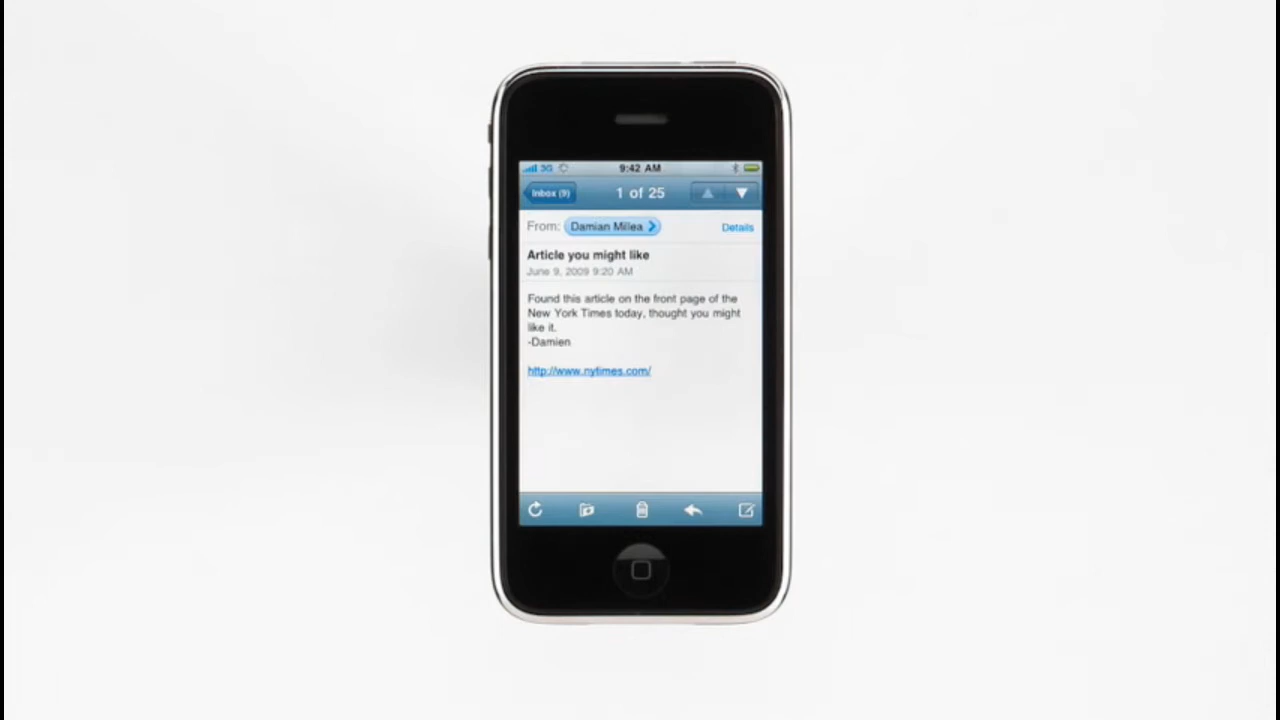 3G 9:42 AM
Inbox (9) 1 of 25
From: Damian Millea Details
Article you might like
June 9, 2009 9:20 AM
Found this article on the front page of the
New York Times today, thought you might
like it.
-Damien
http://www.nytimes.com/